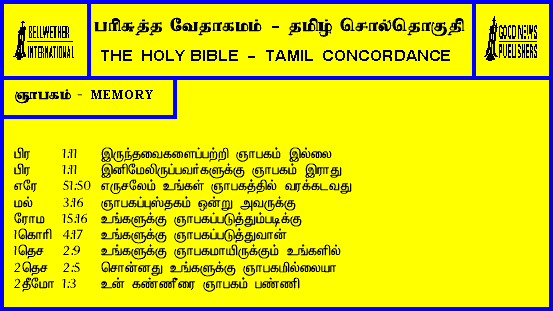 BELLWETHER
INTERNATIONAL
பரிசுத்த வேதாகமம் - தமிழ் சொல்தொகுதி
THE HOLY BIBLE - TAMIL CONCORDANCE
GOOD NEWS
PUBLISHERS
ஞாபகம் - MEMORY
பிர 1:11 இருந்தவைகளைப்பற்றி ஞாபகம் இல்லை
பிர 1:11 இனிமேலிருப்பவர்களுக்கு ஞாபகம் இராது
எரே 51:50 எருசலேம் உங்கள் ஞாபகத்தில் வரக்கடவது
மல் 3:16 ஞாபகப்புஸ்தகம் ஒன்று அவருக்கு
ரோம 15:16 உங்களுக்கு ஞாபகப்படுத்தும்படிக்கு
1கொரி 4:17 உங்களுக்கு ஞாபகப்படுத்துவான்
1தெச 2:9 உங்களுக்கு ஞாபகமாயிருக்கும் உங்களில்
2தெச 2:5 சொன்னது உங்களுக்கு ஞாபகமில்லையா
2தீமோ 1:3 உன் கண்ணீரை ஞாபகம் பண்ணி